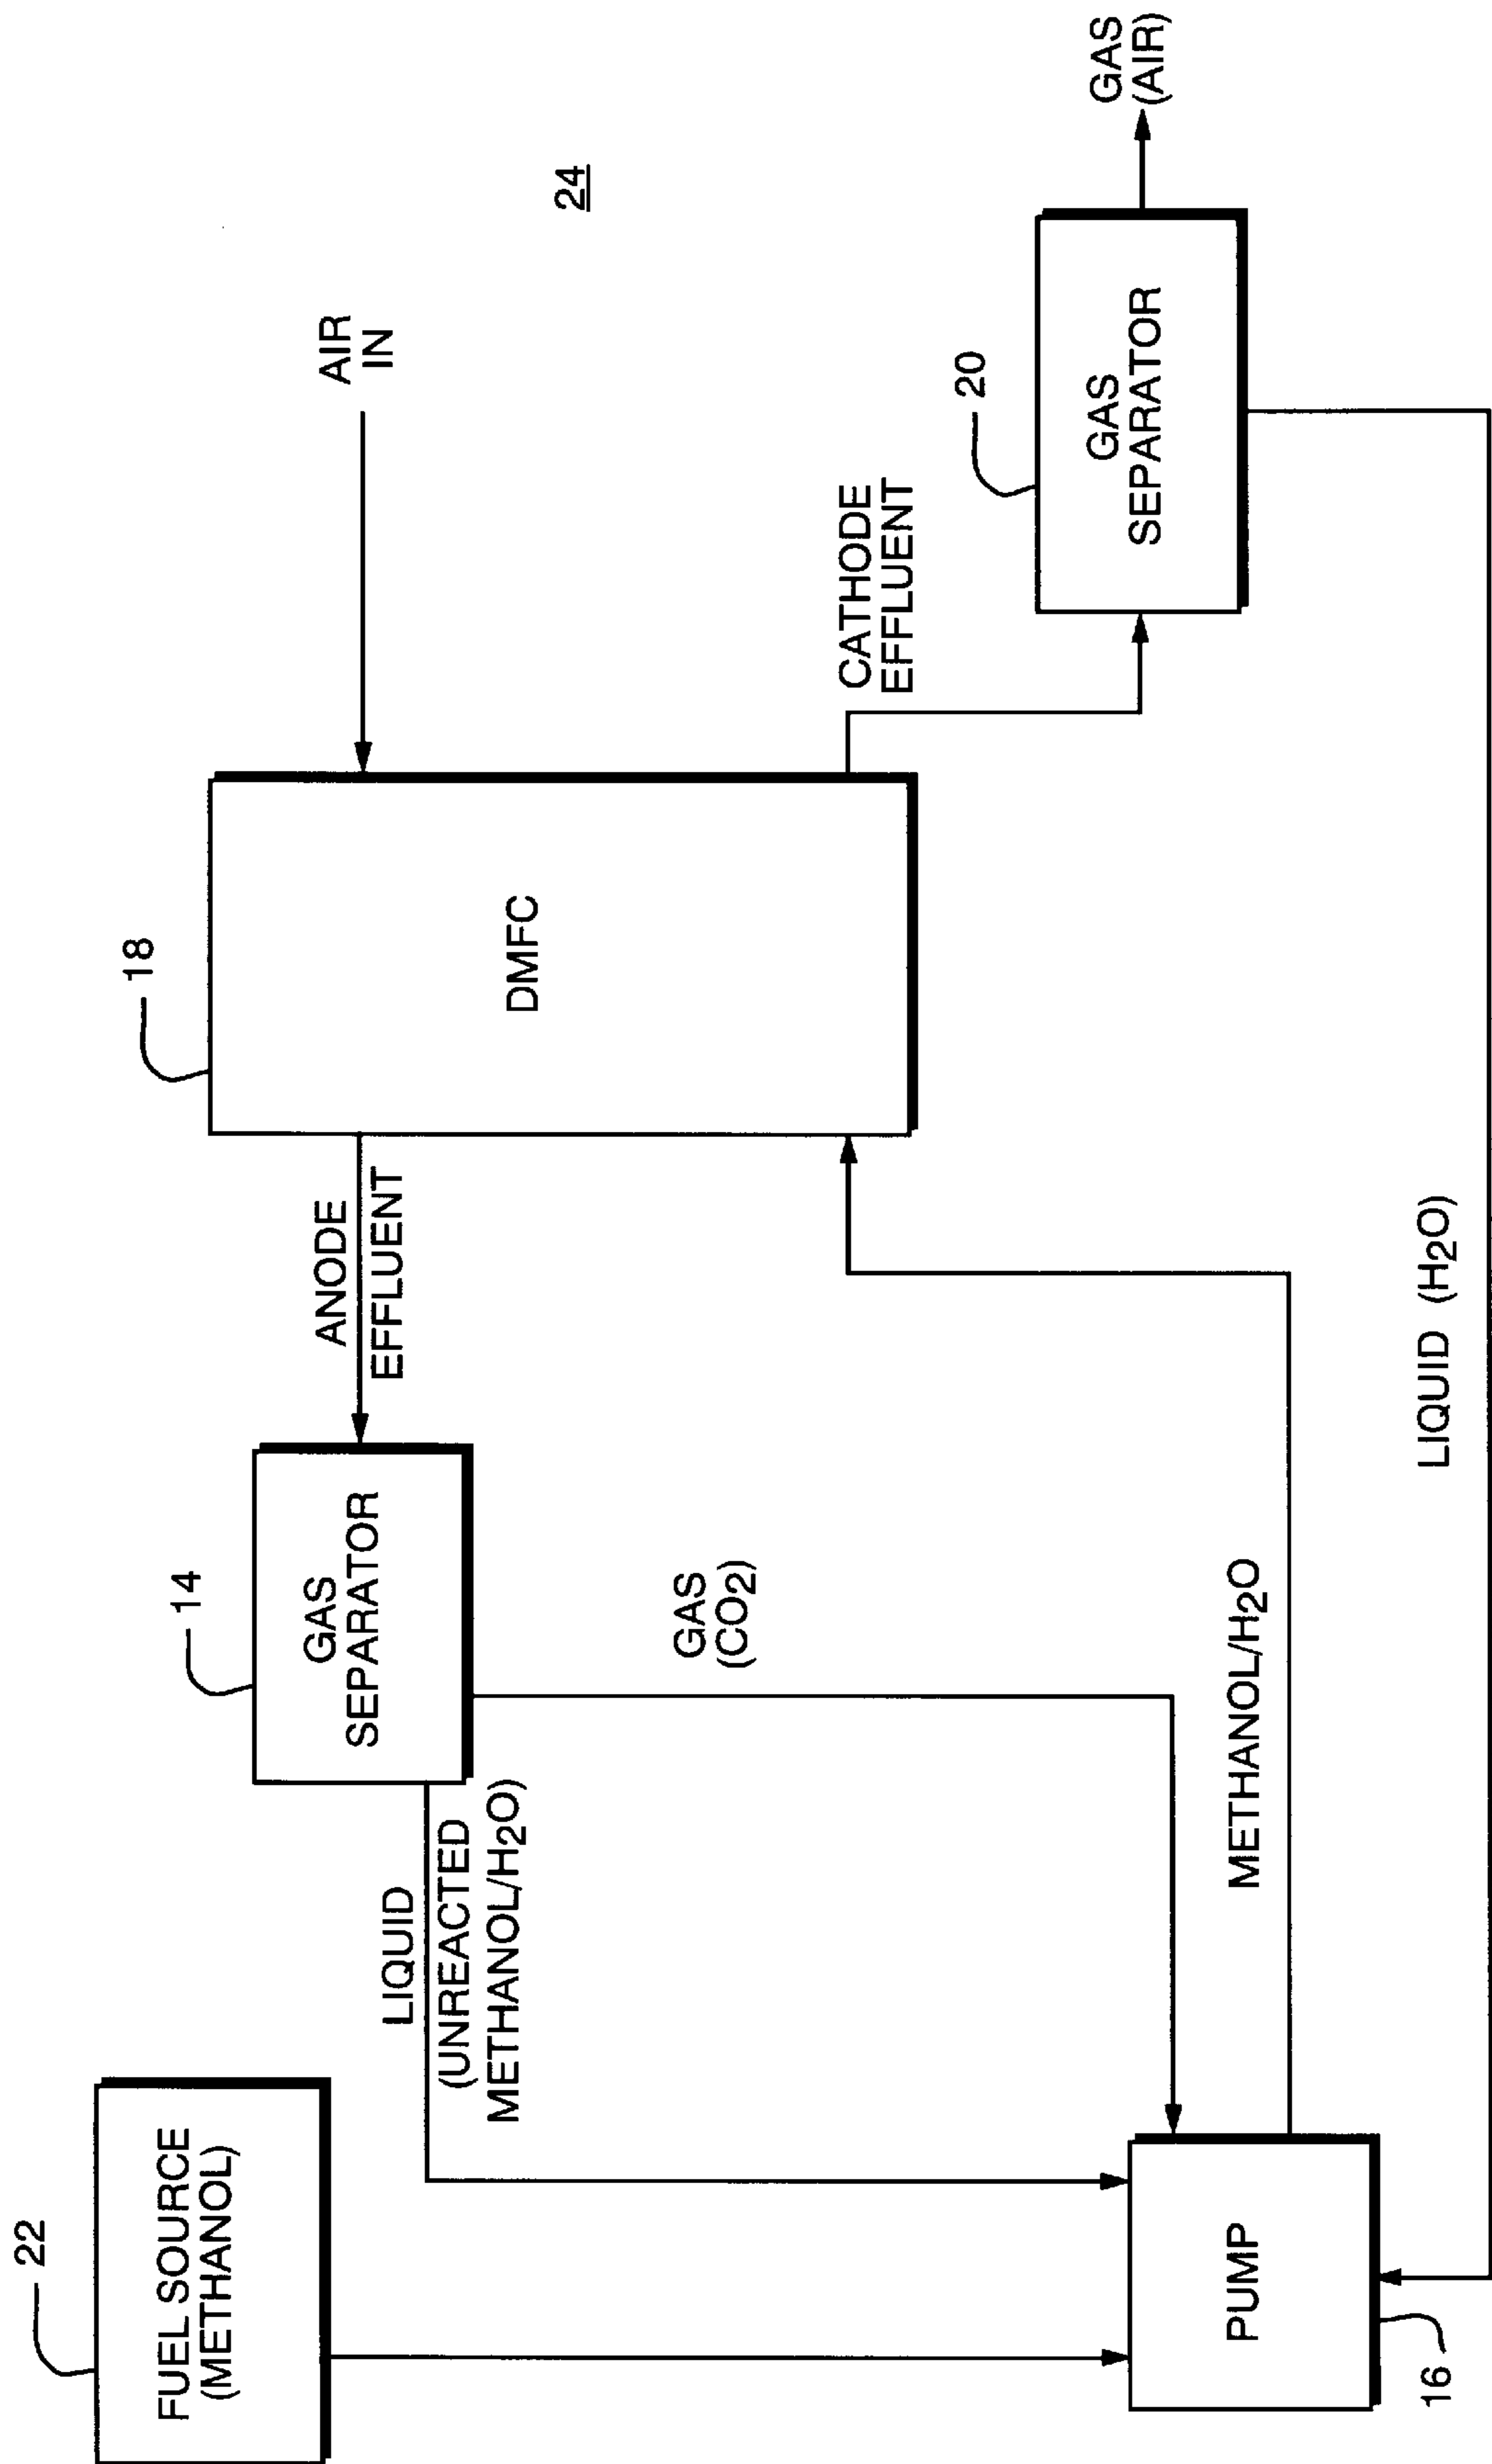 22
FUEL SOURCE
(METHANOL)
14
GAS
SEPARATOR
ANODE
EFFLUENT
18
DMFC
AIR
IN
24
LIQUID
(UNREACTED
METHANOL/H2O)
GAS
(CO2)
CATHODE
EFFLUENT
20
GAS
SEPARATOR
GAS
(AIR)
PUMP
16
METHANOL/H2O
LIQUID (H2O)